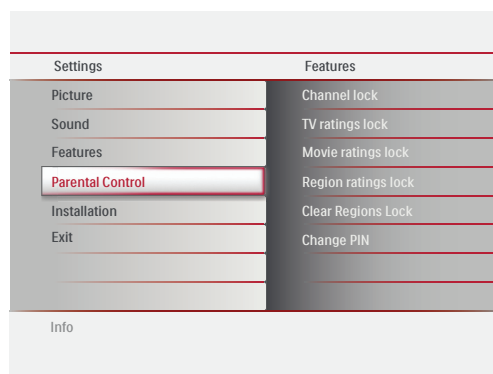 Settings
Features
Picture
Channel lock
Sound
TV ratings lock
Features
Movie ratings lock
Parental Control
Region ratings lock
Installation
Clear Regions Lock
Exit
Change PIN
Info